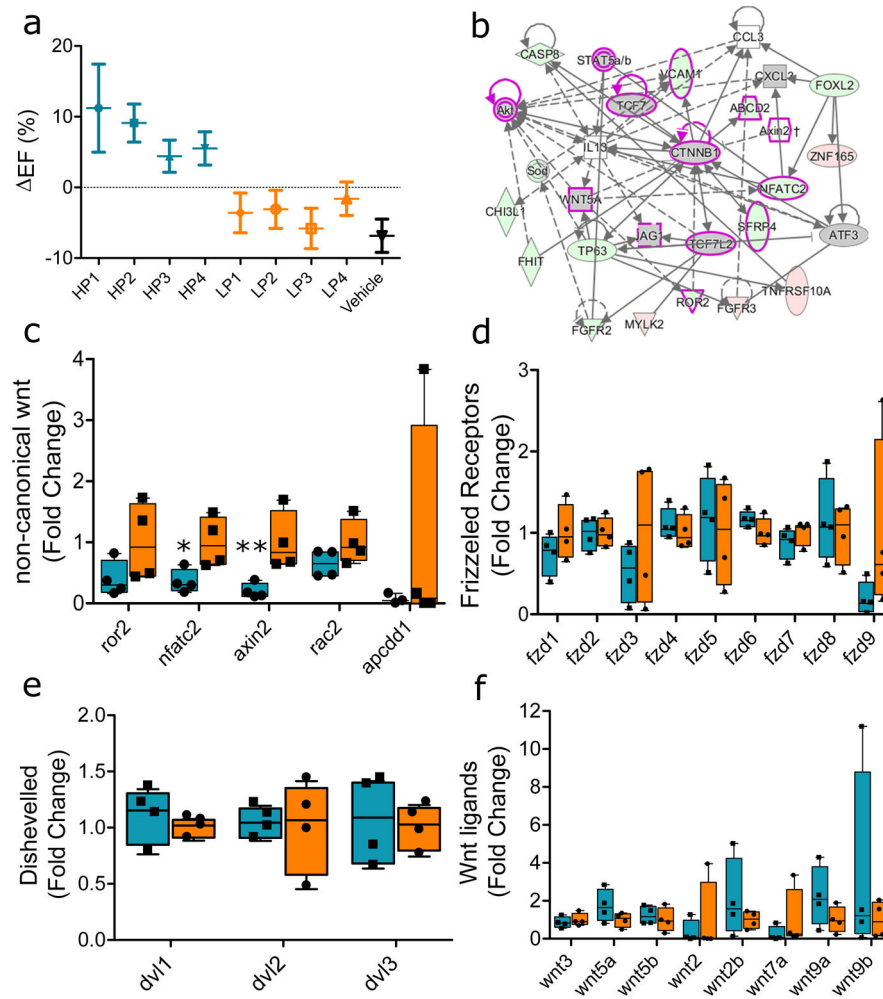 a
ΔEF (%)
20
10
0
-10
HP1
HP2
HP3
HP4
LP1
LP2
LP3
LP4
Vehicle
b
CASP8
STAT5a/b
VCAM1
CCL3
CXCL3
FOXL2
Akt
TCF7
ABCD2
Axin2 †
IL13
CTNNB1
ZNF165
Sod
NFATC2
CHI3L1
WNT5A
SFRP4
JAG1
ATF3
TP63
TCF7L2
FHIT
TNFRSF10A
ROR2
FGFR3
FGFR2
MYLK2
c
non-canonical wnt
(Fold Change)
4
3
2
1
0
*
**
ror2
nfatc2
axin2
rac2
apcdd1
d
Frizzeled Receptors
(Fold Change)
3
2
1
0
fzd1
fzd2
fzd3
fzd4
fzd5
fzd6
fzd7
fzd8
fzd9
e
Dishevelled
(Fold Change)
2.0
1.5
1.0
0.5
0.0
dvl1
dvl2
dvl3
f
Wnt ligands
(Fold Change)
12
10
8
6
4
2
0
wnt3
wnt5a
wnt5b
wnt2
wnt2b
wnt7a
wnt9a
wnt9b